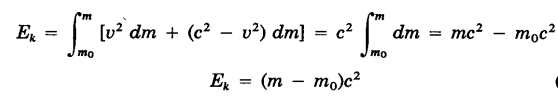 E_k = ∫_{m_0}^{m} [v² dm + (c² − v²) dm] = c² ∫_{m_0}^{m} dm = mc² − m_0c²
E_k = (m − m_0)c²